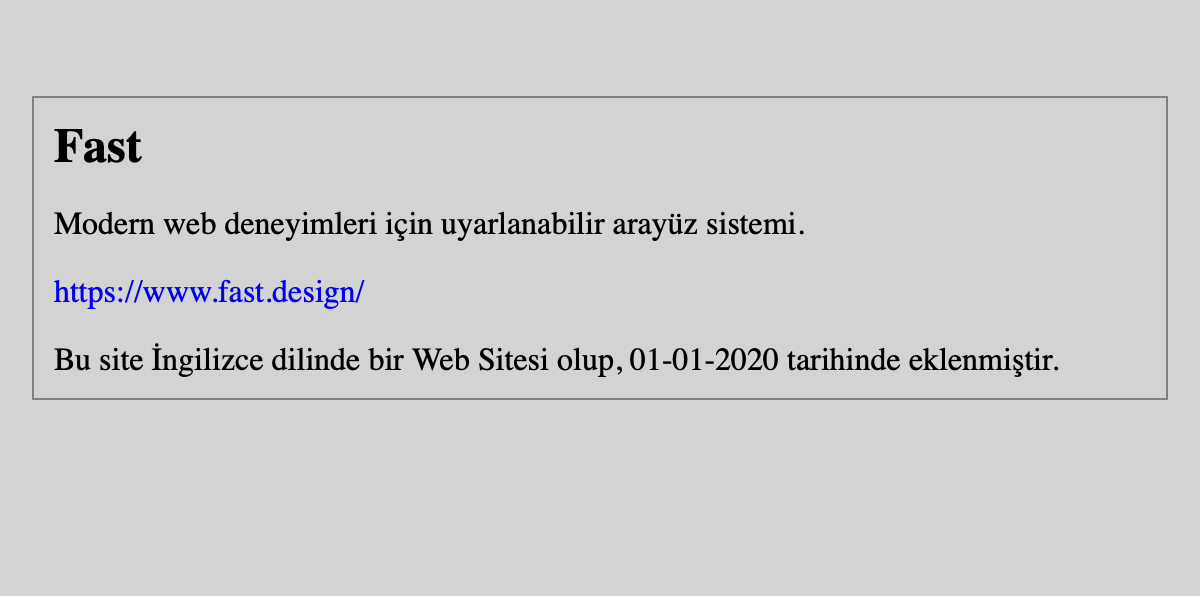 Fast
Modern web deneyimleri için uyarlanabilir arayüz sistemi.
https://www.fast.design/
Bu site İngilizce dilinde bir Web Sitesi olup, 01-01-2020 tarihinde eklenmiştir.